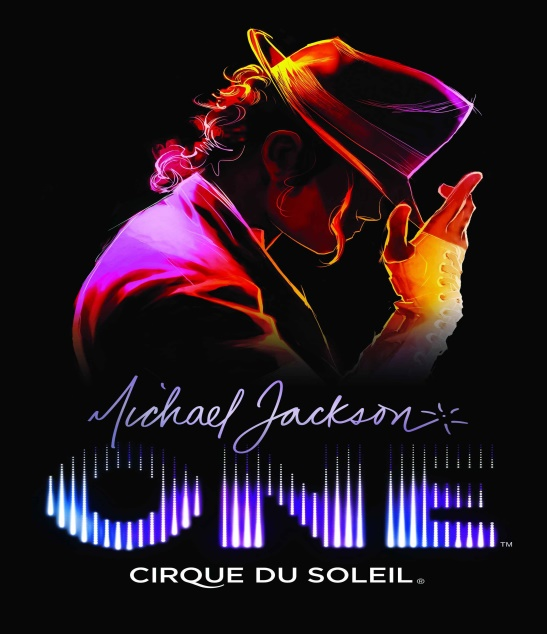 Michael Jackson
ONE™
CIRQUE DU SOLEIL®